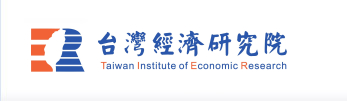 台灣經濟研究院
Taiwan Institute of Economic Research